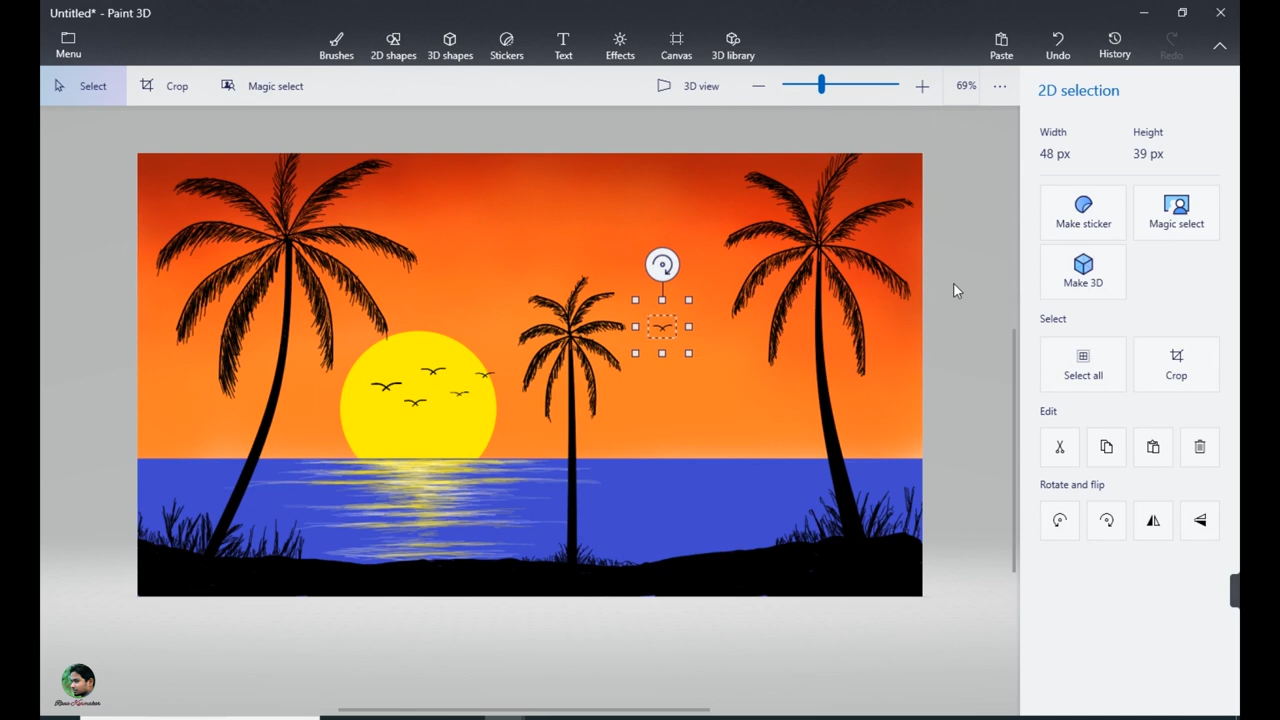 Untitled* - Paint 3D
Menu
Brushes
2D shapes
3D shapes
Stickers
Text
Effects
Canvas
3D library
Paste
Undo
History
Redo
Select
Crop
Magic select
3D view
69%
2D selection
Width
Height
48 px
39 px
Make sticker
Magic select
Make 3D
Select
Select all
Crop
Edit
Rotate and flip